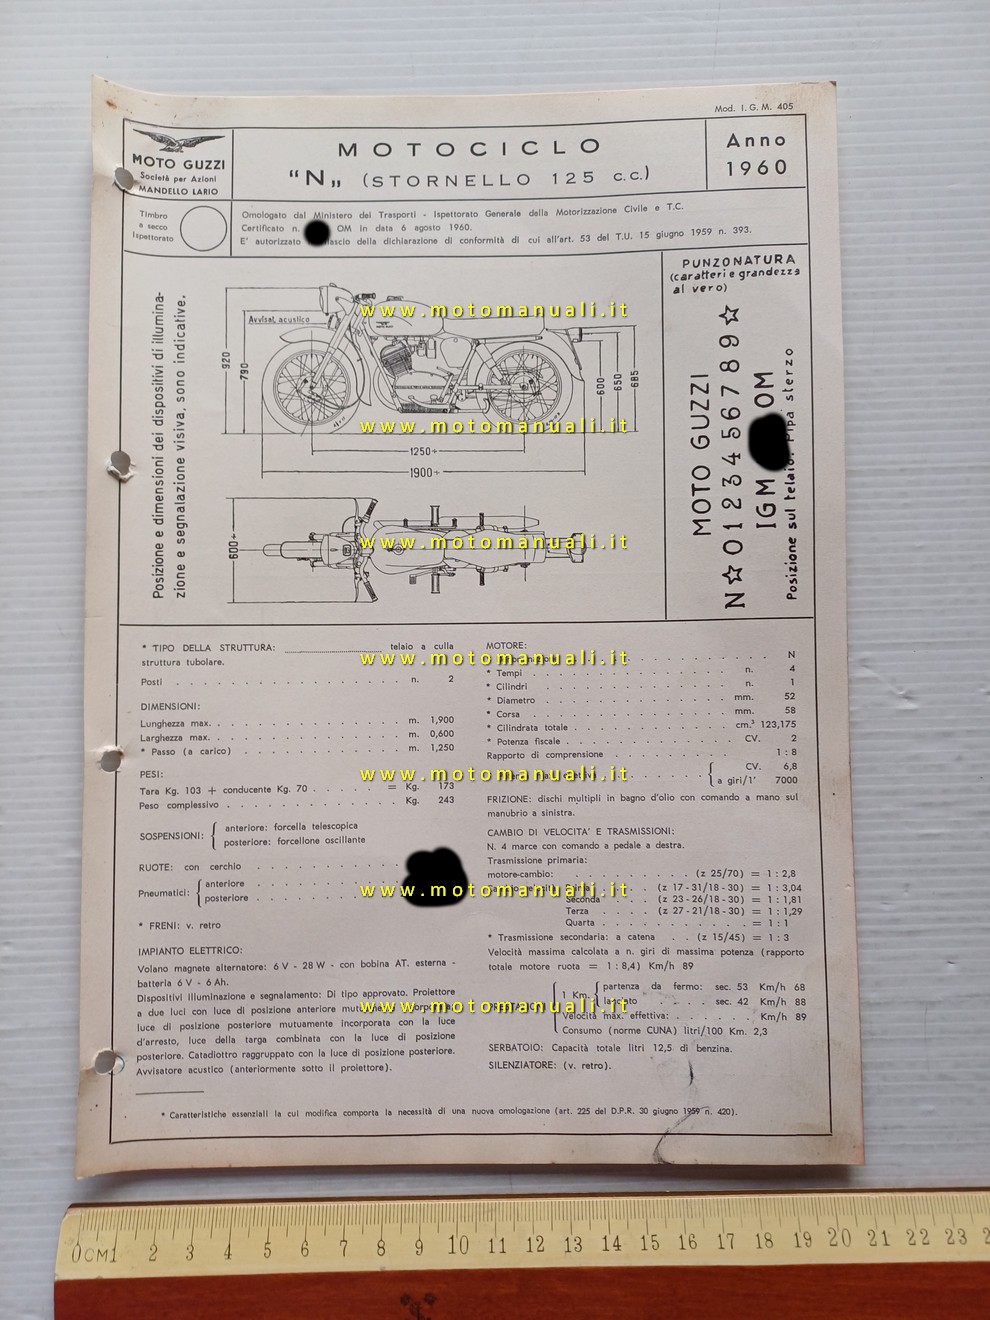 Mod. I. G. M. 405
MOTO GUZZI
Società per Azioni
MANDELLO LARIO
MOTOCICLO
"N„ (STORNELLO 125 c.c.)
Anno
1960
Timbro
a secco
Ispettorato
Omologato dal Ministero dei Trasporti - Ispettorato Generale della Motorizzazione Civile e T.C.
Certificato n. OM in data 6 agosto 1960.
E' autorizzato lascio della dichiarazione di conformità di cui all'art. 53 del T.U. 15 giugno 1959 n. 393.
Posizione e dimensioni dei dispositivi di illumina-
zione e segnalazione visiva, sono indicative.
Avvisat. acustico
920
790
600
650
685
1250÷
1900÷
600÷
PUNZONATURA
(caratteri e grandezza
al vero)
MOTO GUZZI
N☆0123456789☆
IGM OM
Posizione sul telaio: Pipa sterzo
www.motomanuali.it
www.motomanuali.it
www.motomanuali.it
www.motomanuali.it
www.motomanuali.it
www.motomanuali.it
www.motomanuali.it
* TIPO DELLA STRUTTURA: telaio a culla
struttura tubolare.
Posti n. 2
DIMENSIONI:
Lunghezza max. m. 1,900
Larghezza max. m. 0,600
* Passo (a carico) m. 1,250
PESI:
Tara Kg. 103 + conducente Kg. 70 = Kg. 173
Peso complessivo Kg. 243
SOSPENSIONI: { anteriore: forcella telescopica
posteriore: forcellone oscillante
RUOTE: con cerchio
Pneumatici: { anteriore
posteriore
* FRENI: v. retro
IMPIANTO ELETTRICO:
Volano magnete alternatore: 6 V - 28 W - con bobina AT. esterna -
batteria 6 V - 6 Ah.
Dispositivi illuminazione e segnalamento: Di tipo approvato. Proiettore
a due luci con luce di posizione anteriore
luce di posizione posteriore mutuamente incorporata con la luce
d'arresto, luce della targa combinata con la luce di posizione
posteriore. Catadiottro raggruppato con la luce di posizione posteriore.
Avvisatore acustico (anteriormente sotto il proiettore).
MOTORE:
N
* Tempi n. 4
* Cilindri n. 1
* Diametro mm. 52
* Corsa mm. 58
* Cilindrata totale cm.³ 123,175
* Potenza fiscale CV. 2
Rapporto di compressione 1 : 8
{ CV. 6,8
a giri/1' 7000
FRIZIONE: dischi multipli in bagno d'olio con comando a mano sul
manubrio a sinistra.
CAMBIO DI VELOCITA' E TRASMISSIONI:
N. 4 marce con comando a pedale a destra.
Trasmissione primaria:
motore-cambio: (z 25/70) = 1 : 2,8
(z 17 - 31/18 - 30) = 1 : 3,04
Seconda (z 23 - 26/18 - 30) = 1 : 1,81
Terza (z 27 - 21/18 - 30) = 1 : 1,29
Quarta = 1 : 1
* Trasmissione secondaria: a catena (z 15/45) = 1 : 3
Velocità massima calcolata a n. giri di massima potenza (rapporto
totale motore ruota = 1 : 8,4) Km/h 89
1 Km. { partenza da fermo: sec. 53 Km/h 68
lanciato sec. 42 Km/h 88
Velocità max. effettiva: Km/h 89
Consumo (norme CUNA) litri/100 Km. 2,3
SERBATOIO: Capacità totale litri 12,5 di benzina.
SILENZIATORE: (v. retro).
* Caratteristiche essenziali la cui modifica comporta la necessità di una nuova omologazione (art. 225 del D.P.R. 30 giugno 1959 n. 420).
0CM1 2 3 4 5 6 7 8 9 10 11 12 13 14 15 16 17 18 19 20 21 22 23